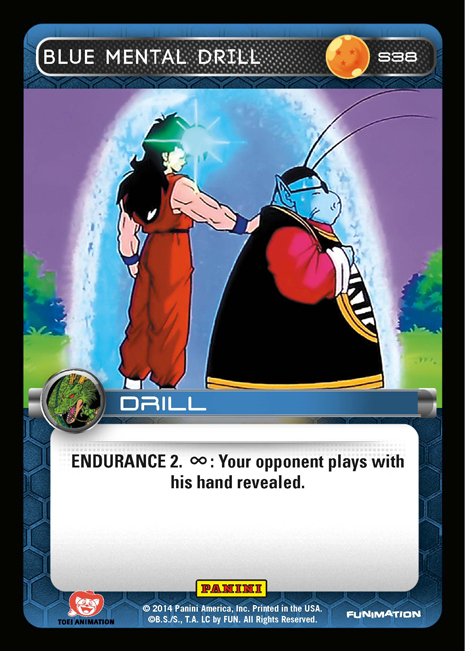 BLUE MENTAL DRILL
S38
DRILL
ENDURANCE 2. ∞: Your opponent plays with
his hand revealed.
PANINI
© 2014 Panini America, Inc. Printed in the USA.
TOEI ANIMATION
©B.S./S., T.A. LC by FUN. All Rights Reserved.
FUNIMATION